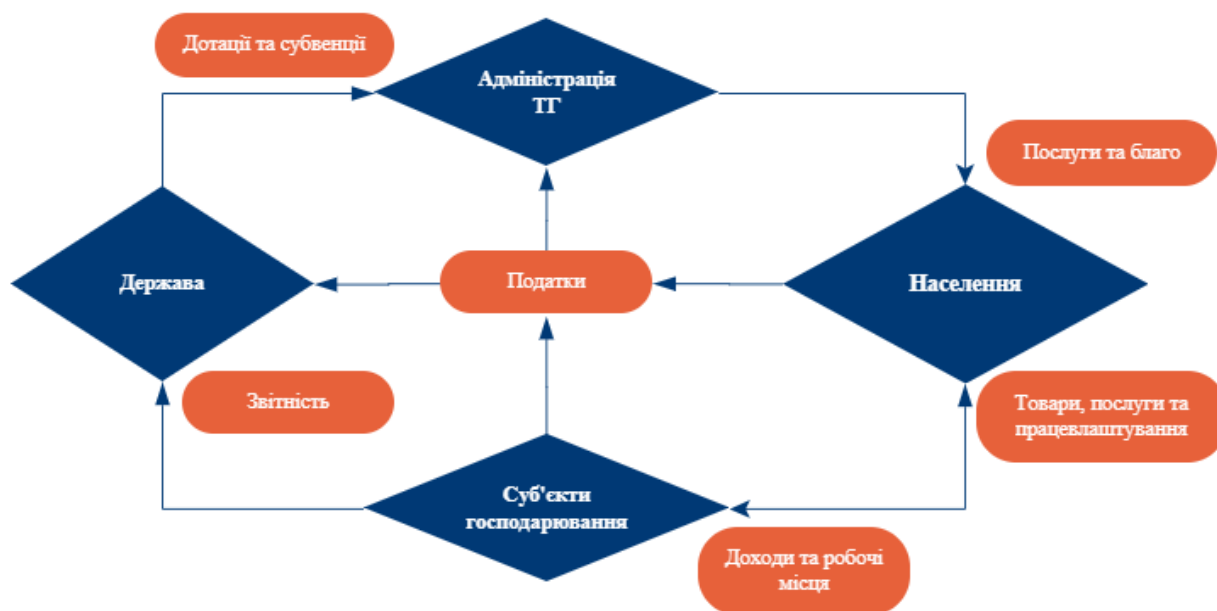 Дотації та субвенції
Адміністрація
ТГ
Послуги та благо
Держава
Податки
Населення
Звітність
Товари, послуги та
працевлаштування
Суб'єкти
господарювання
Доходи та робочі
місця